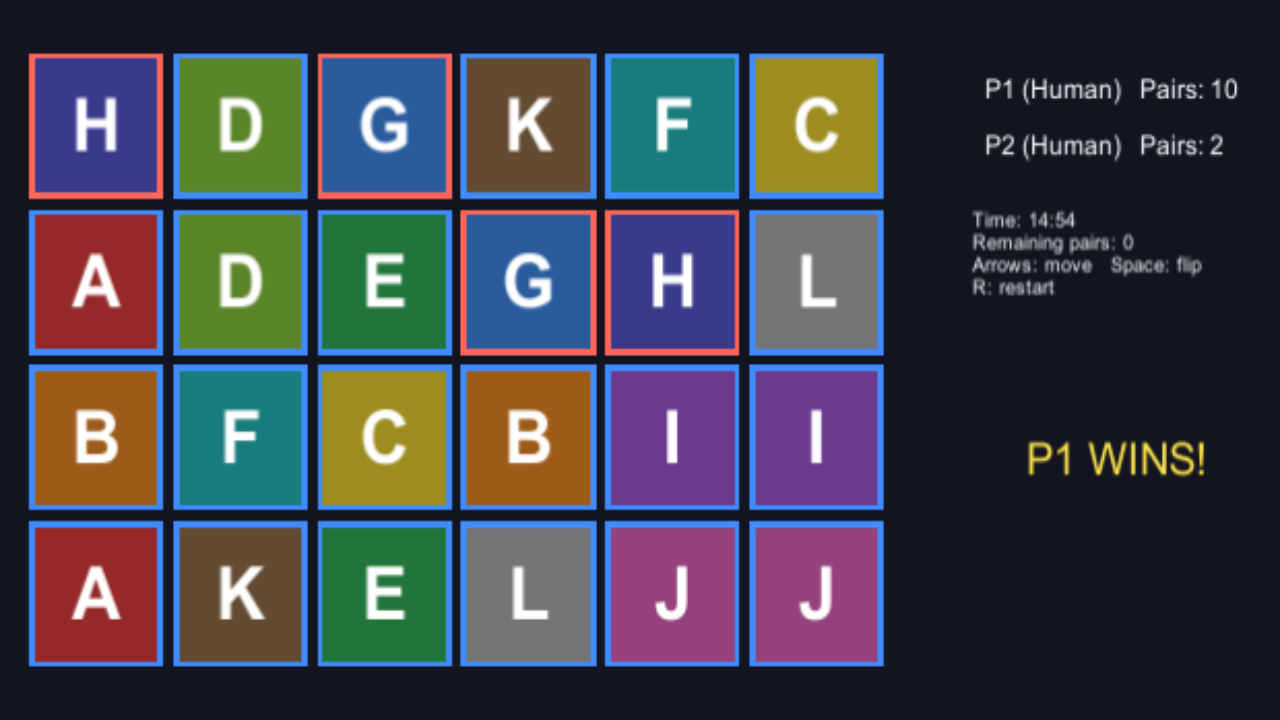 H D G K F C
A D E G H L
B F C B I I
A K E L J J
P1 (Human) Pairs: 10
P2 (Human) Pairs: 2
Time: 14:54
Remaining pairs: 0
Arrows: move Space: flip
R: restart
P1 WINS!